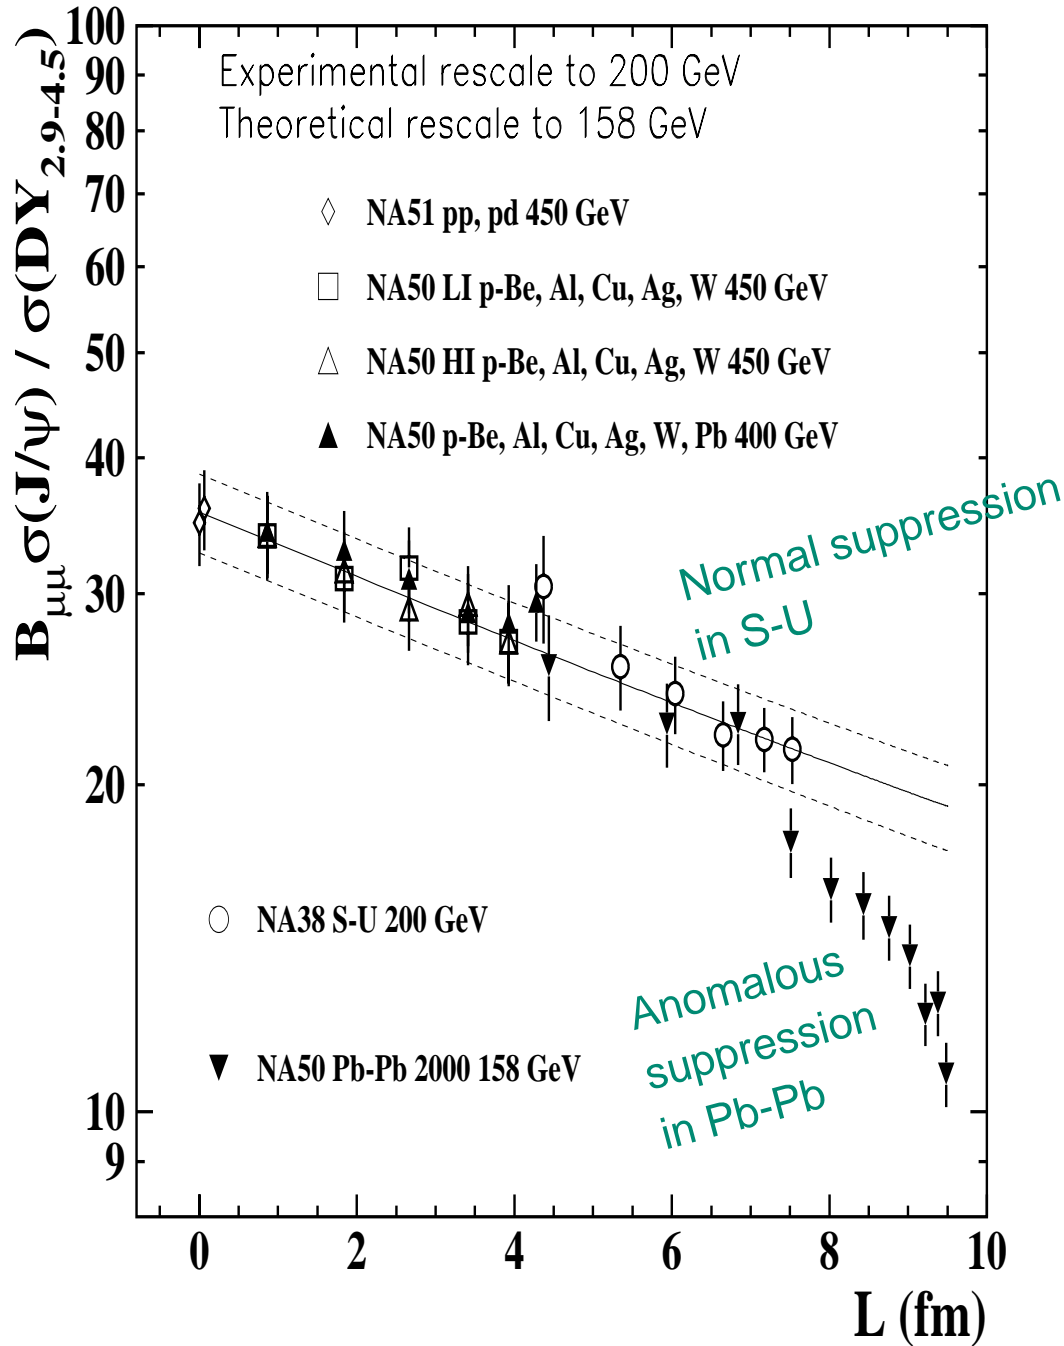 B μμ σ(J/ψ) / σ(DY 2.9-4.5)
100
90
80
70
60
50
40
30
20
10
9
Experimental rescale to 200 GeV
Theoretical rescale to 158 GeV
NA51 pp, pd 450 GeV
NA50 LI p-Be, Al, Cu, Ag, W 450 GeV
NA50 HI p-Be, Al, Cu, Ag, W 450 GeV
NA50 p-Be, Al, Cu, Ag, W, Pb 400 GeV
Normal suppression
in S-U
NA38 S-U 200 GeV
Anomalous
suppression
in Pb-Pb
NA50 Pb-Pb 2000 158 GeV
0 2 4 6 8 10
L (fm)